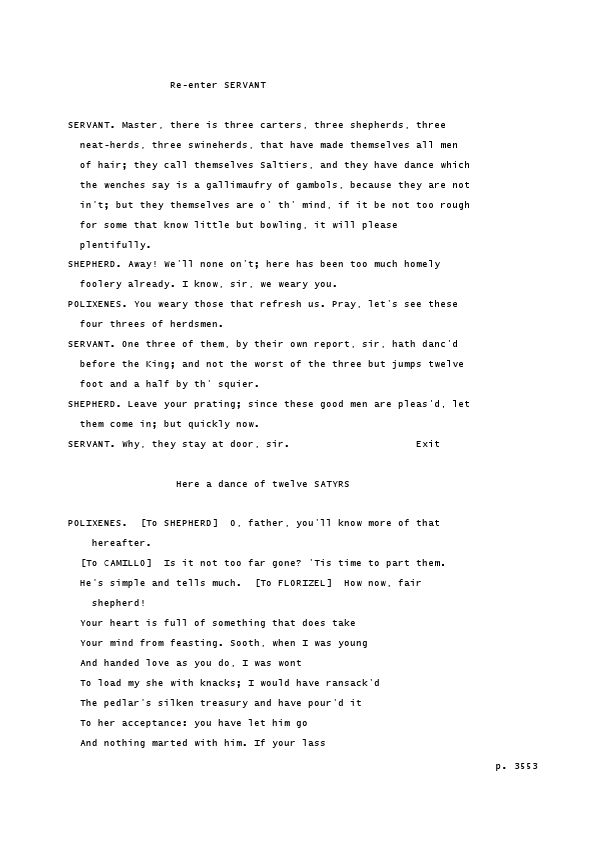 Re-enter SERVANT
SERVANT. Master, there is three carters, three shepherds, three
neat-herds, three swineherds, that have made themselves all men
of hair; they call themselves Saltiers, and they have dance which
the wenches say is a gallimaufry of gambols, because they are not
in't; but they themselves are o' th' mind, if it be not too rough
for some that know little but bowling, it will please
plentifully.
SHEPHERD. Away! We'll none on't; here has been too much homely
foolery already. I know, sir, we weary you.
POLIXENES. You weary those that refresh us. Pray, let's see these
four threes of herdsmen.
SERVANT. One three of them, by their own report, sir, hath danc'd
before the King; and not the worst of the three but jumps twelve
foot and a half by th' squier.
SHEPHERD. Leave your prating; since these good men are pleas'd, let
them come in; but quickly now.
SERVANT. Why, they stay at door, sir. Exit
Here a dance of twelve SATYRS
POLIXENES. [To SHEPHERD] O, father, you'll know more of that
hereafter.
[To CAMILLO] Is it not too far gone? 'Tis time to part them.
He's simple and tells much. [To FLORIZEL] How now, fair
shepherd!
Your heart is full of something that does take
Your mind from feasting. Sooth, when I was young
And handed love as you do, I was wont
To load my she with knacks; I would have ransack'd
The pedlar's silken treasury and have pour'd it
To her acceptance: you have let him go
And nothing marted with him. If your lass
p. 3553